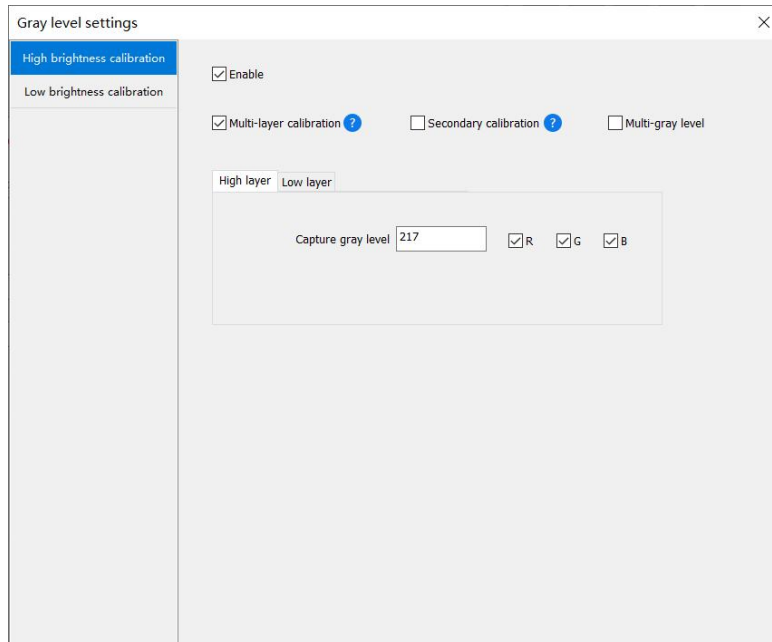 Gray level settings
High brightness calibration
Low brightness calibration
Enable
Multi-layer calibration ? Secondary calibration ? Multi-gray level
High layer Low layer
Capture gray level 217 R G B